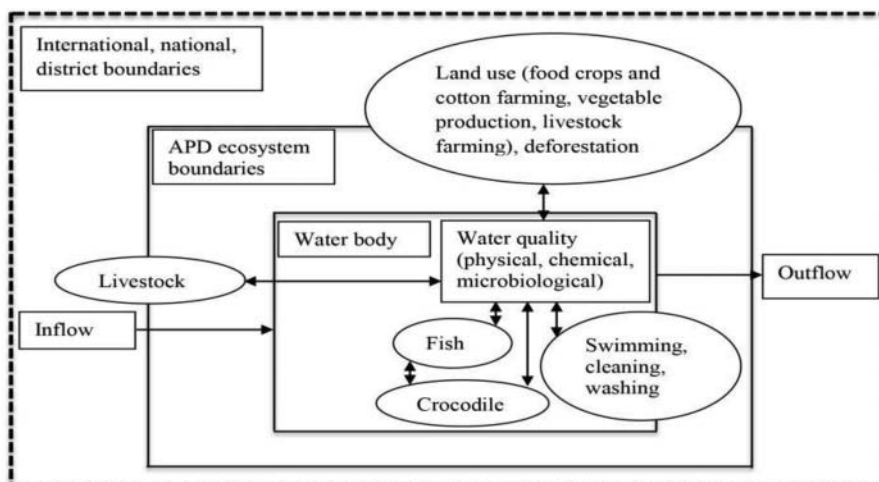 International, national,
district boundaries
Land use (food crops and
cotton farming, vegetable
production, livestock
farming), deforestation
APD ecosystem
boundaries
Water body
Water quality
(physical, chemical,
microbiological)
Livestock
Outflow
Inflow
Fish
Swimming,
cleaning,
washing
Crocodile